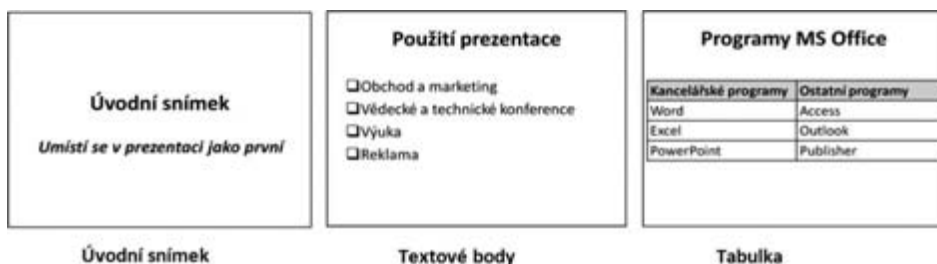 Úvodní snímek
Umístí se v prezentaci jako první
Úvodní snímek
Použití prezentace
❑Obchod a marketing
❑Vědecké a technické konference
❑Výuka
❑Reklama
Textové body
Programy MS Office
Kancelářské programy Ostatní programy
Word Access
Excel Outlook
PowerPoint Publisher
Tabulka